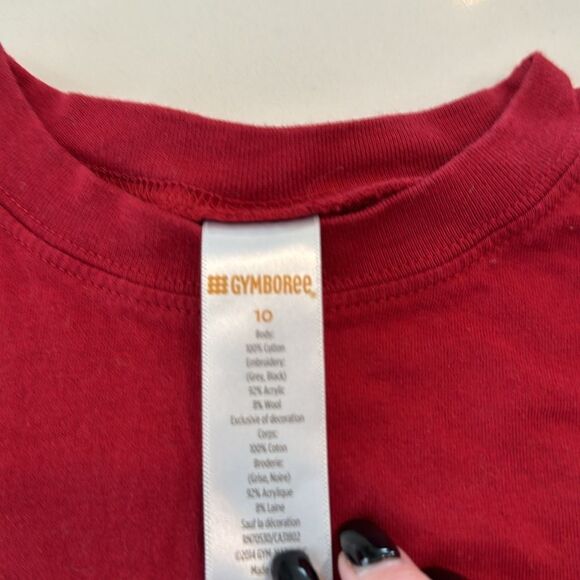 GYMBOREE
10
Body:
100% Cotton
Embroidery:
(Grey, Black)
92% Acrylic
8% Wool
Exclusive of decoration
Corps:
100% Coton
Broderie:
(Grise, Noire)
92% Acrylique
8% Laine
Sauf la décoration
RN70530/CA31802
©2014 GYM-
Made